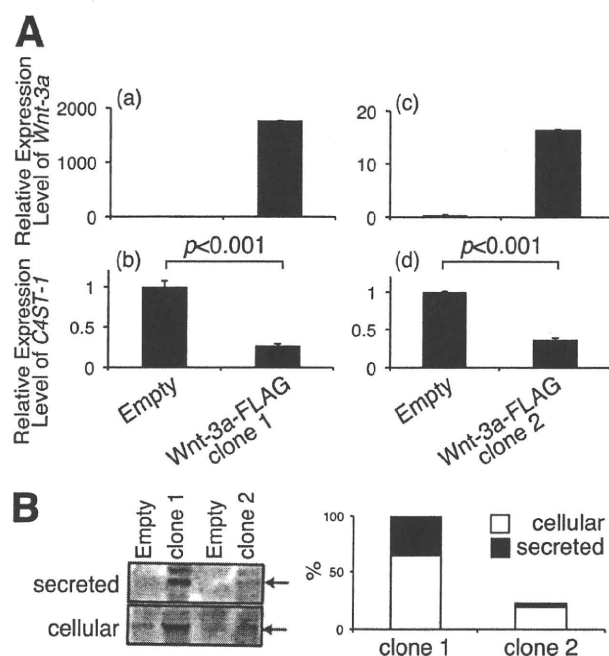 A
Relative Expression
Level of Wnt-3a
(a)
2000
1000
0
(c)
20
10
0
Relative Expression
Level of C4ST-1
(b)
p<0.001
1
0.5
0
(d)
p<0.001
1
0.5
0
Empty
Wnt-3a-FLAG
clone 1
Empty
Wnt-3a-FLAG
clone 2
B
Empty
clone 1
Empty
clone 2
secreted
cellular
%
100
50
0
cellular
secreted
clone 1
clone 2